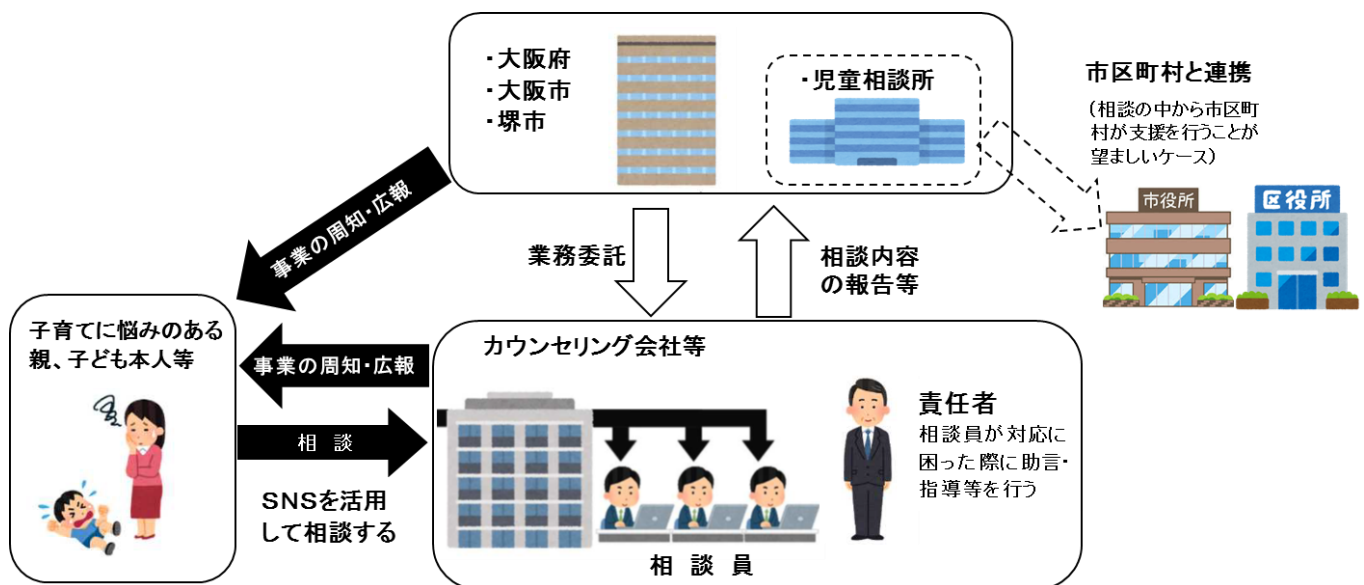 ・大阪府
・大阪市
・堺市
・児童相談所
市区町村と連携
(相談の中から市区町
村が支援を行うことが
望ましいケース)
市役所
区役所
事業の周知・広報
業務委託
相談内容
の報告等
子育てに悩みのある
親、子ども本人等
事業の周知・広報
相 談
SNSを活用
して相談する
カウンセリング会社等
責任者
相談員が対応に
困った際に助言・
指導等を行う
相 談 員